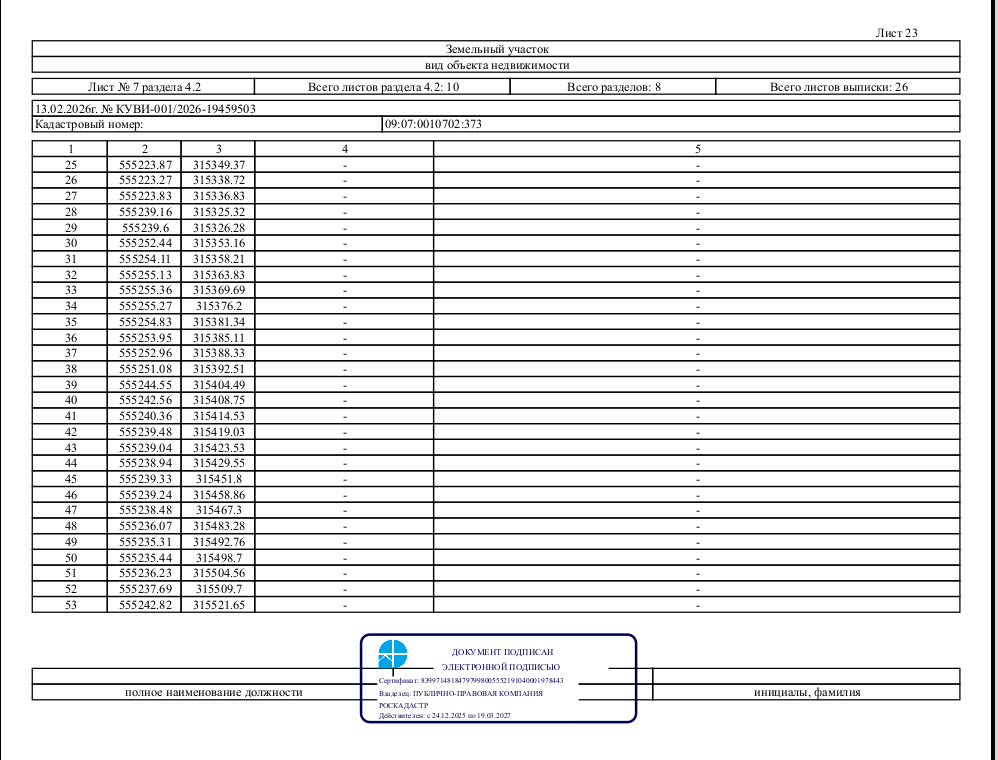 Лист 23
Земельный участок
вид объекта недвижимости
Лист № 7 раздела 4.2 Всего листов раздела 4.2: 10 Всего разделов: 8 Всего листов выписки: 26
13.02.2026г. № КУВИ-001/2026-19459503
Кадастровый номер: 09:07:0010702:373
1 2 3 4 5
25 555223.87 315349.37 - -
26 555223.27 315338.72 - -
27 555223.83 315336.83 - -
28 555239.16 315325.32 - -
29 555239.6 315326.28 - -
30 555252.44 315353.16 - -
31 555254.11 315358.21 - -
32 555255.13 315363.83 - -
33 555255.36 315369.69 - -
34 555255.27 315376.2 - -
35 555254.83 315381.34 - -
36 555253.95 315385.11 - -
37 555252.96 315388.33 - -
38 555251.08 315392.51 - -
39 555244.55 315404.49 - -
40 555242.56 315408.75 - -
41 555240.36 315414.53 - -
42 555239.48 315419.03 - -
43 555239.04 315423.53 - -
44 555238.94 315429.55 - -
45 555239.33 315451.8 - -
46 555239.24 315458.86 - -
47 555238.48 315467.3 - -
48 555236.07 315483.28 - -
49 555235.31 315492.76 - -
50 555235.44 315498.7 - -
51 555236.23 315504.56 - -
52 555237.69 315509.7 - -
53 555242.82 315521.65 - -
ДОКУМЕНТ ПОДПИСАН
ЭЛЕКТРОННОЙ ПОДПИСЬЮ
Сертификат: 83997148184797998005552191040001978443
Владелец: ПУБЛИЧНО-ПРАВОВАЯ КОМПАНИЯ
РОСКАДАСТР
Действителен: с 24.12.2025 по 19.03.2027
полное наименование должности инициалы, фамилия